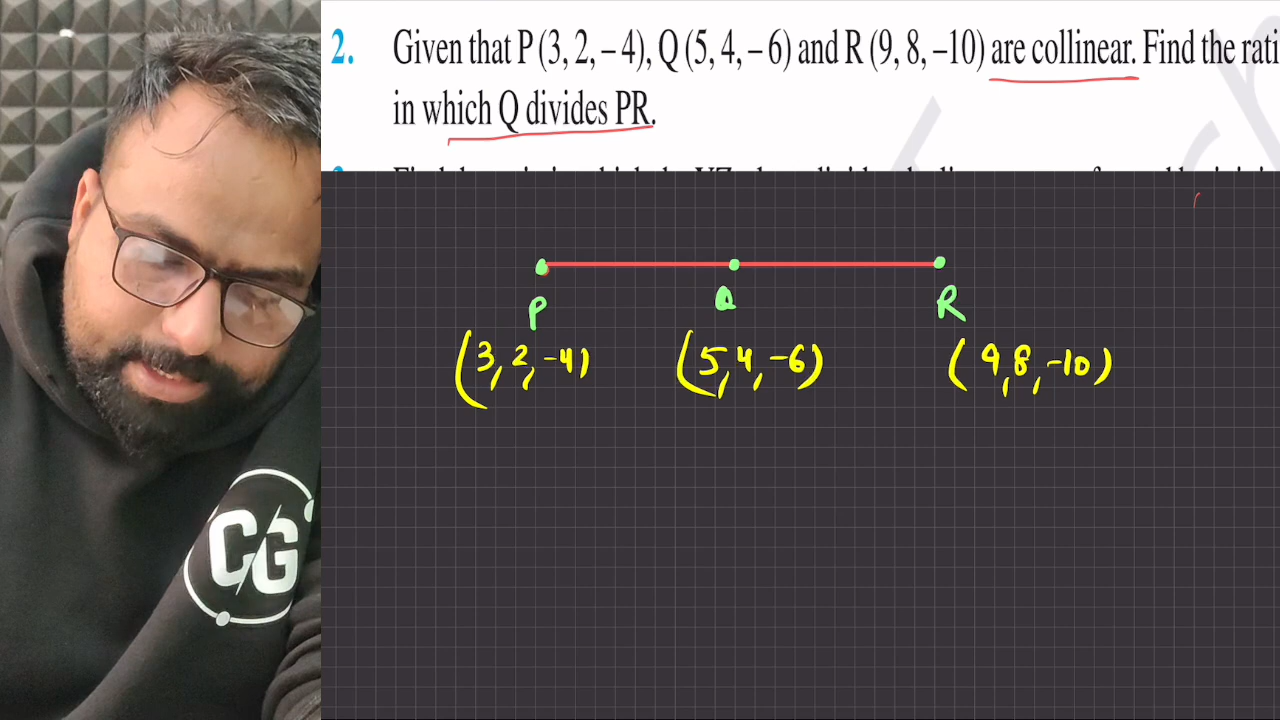 2. Given that P (3, 2, – 4), Q (5, 4, – 6) and R (9, 8, –10) are collinear. Find the rati
in which Q divides PR.
P Q R
(3, 2, -4) (5, 4, -6) (9, 8, -10)
CG